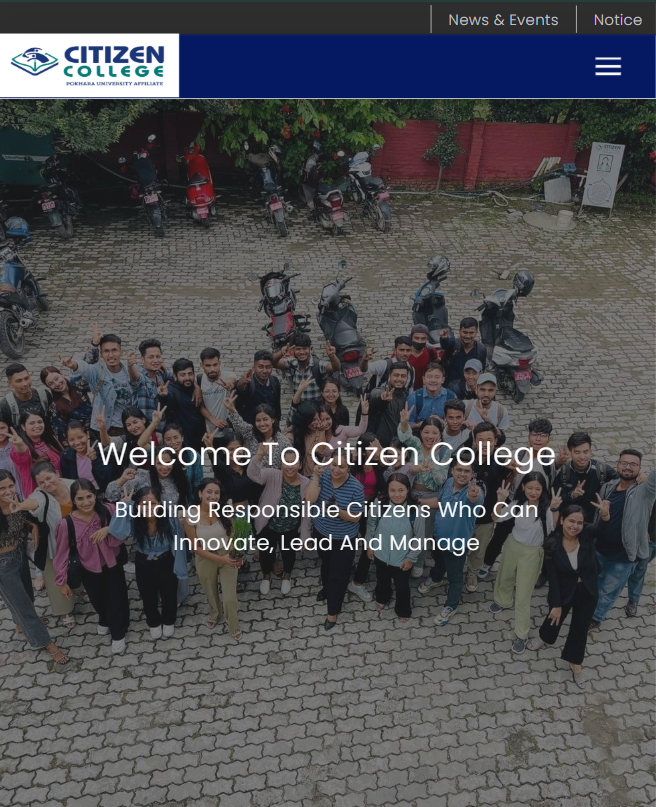 News & Events
Notice
CITIZEN
COLLEGE
POKHARA UNIVERSITY AFFILIATE
Welcome To Citizen College
Building Responsible Citizens Who Can
Innovate, Lead And Manage